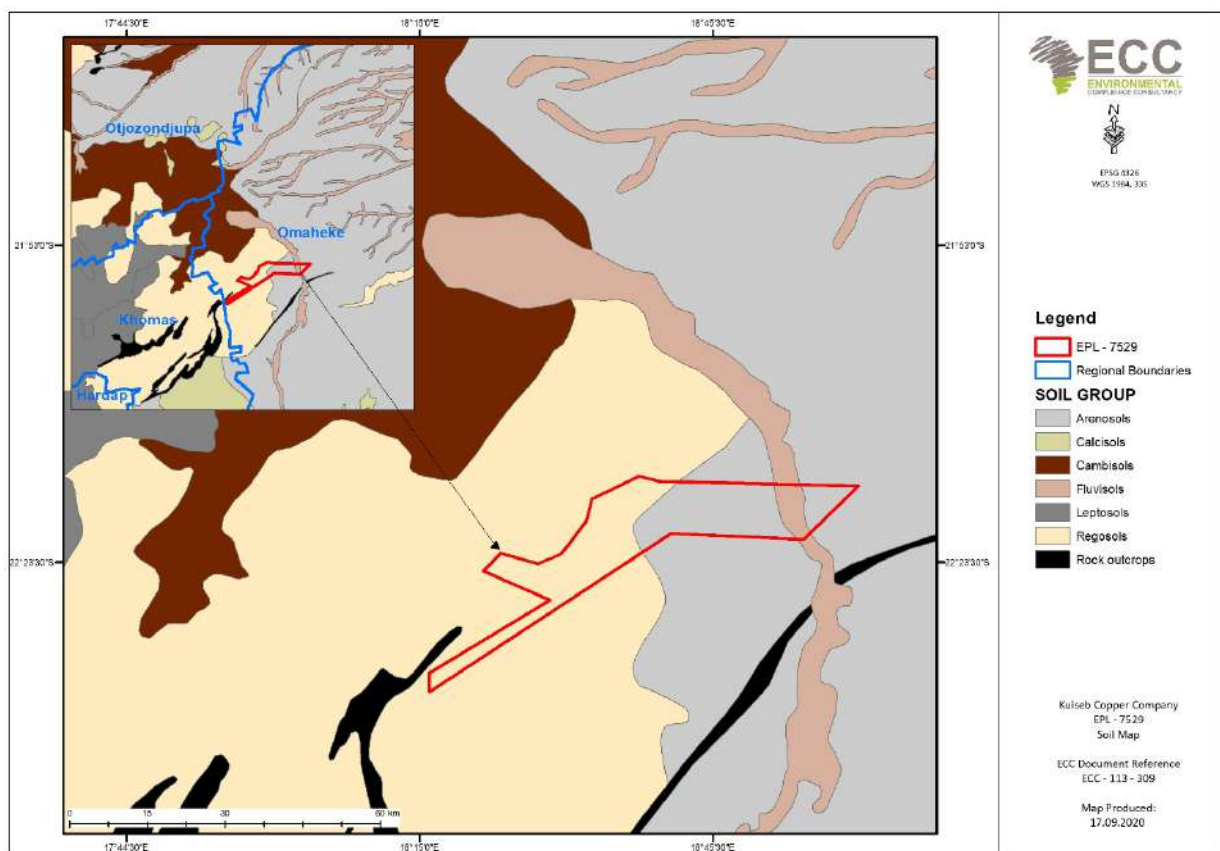 17°44'30"E
18°15'0"E
18°45'30"E
21°53'0"S
21°53'0"S
22°23'30"S
22°23'30"S
Otjozondjupa
Omaheke
Khomas
Hardap
0 15 30 60 km
17°44'30"E
18°15'0"E
18°45'30"E
ECC
ENVIRONMENTAL
COMPLIANCE CONSULTANCY
N
EPSG 4326
WGS 1984, 33S
Legend
EPL - 7529
Regional Boundaries
SOIL GROUP
Arenosols
Calcisols
Cambisols
Fluvisols
Leptosols
Regosols
Rock outcrops
Kuiseb Copper Company
EPL - 7529
Soil Map
ECC Document Reference
ECC - 113 - 309
Map Produced:
17.09.2020